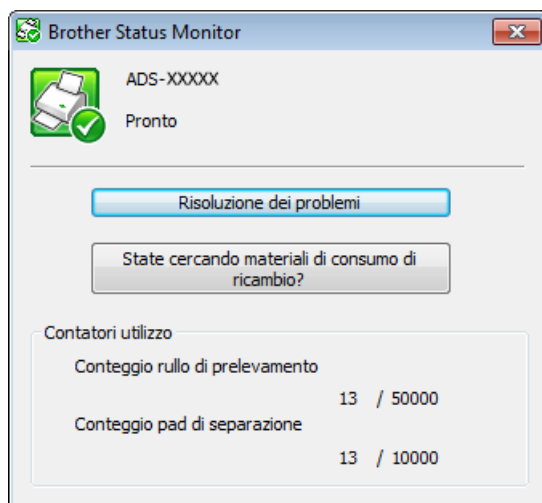 Brother Status Monitor
ADS-XXXXX
Pronto
Risoluzione dei problemi
State cercando materiali di consumo di
ricambio?
Contatori utilizzo
Conteggio rullo di prelevamento
13 / 50000
Conteggio pad di separazione
13 / 10000